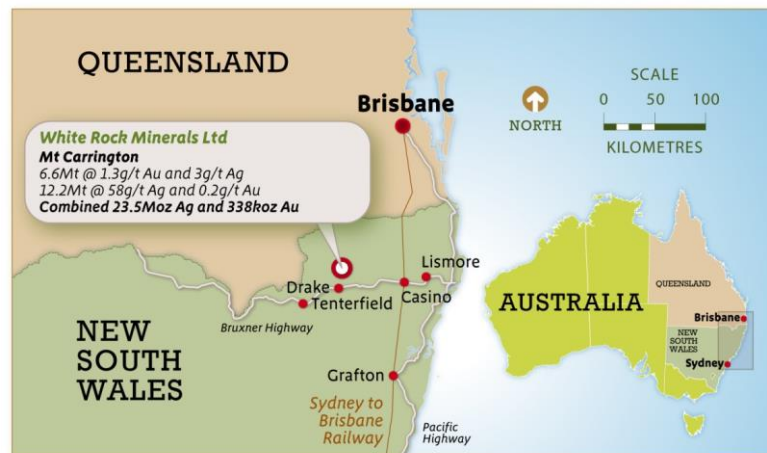 QUEENSLAND
Brisbane
White Rock Minerals Ltd
Mt Carrington
6.6Mt @ 1.3g/t Au and 3g/t Ag
12.2Mt @ 58g/t Ag and 0.2g/t Au
Combined 23.5Moz Ag and 338koz Au
Lismore
Drake
Casino
Tenterfield
Bruxner Highway
NEW
SOUTH
WALES
Grafton
Sydney to
Brisbane
Railway
Pacific
Highway
NORTH
SCALE
0 50 100
KILOMETRES
AUSTRALIA
QUEENSLAND
Brisbane
NEW
SOUTH
WALES
Sydney